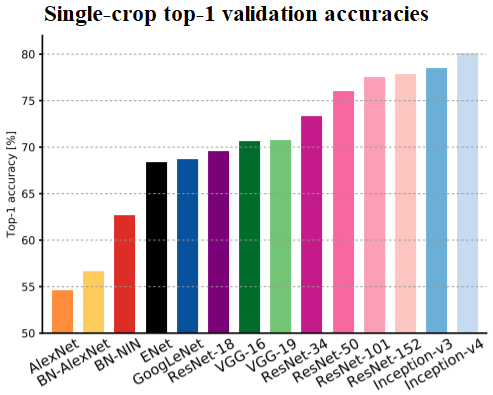 Single-crop top-1 validation accuracies
Top-1 accuracy [%]
80
75
70
65
60
55
50
AlexNet
BN-AlexNet
BN-NIN
ENet
GoogLeNet
ResNet-18
VGG-16
VGG-19
ResNet-34
ResNet-50
ResNet-101
ResNet-152
Inception-v3
Inception-v4